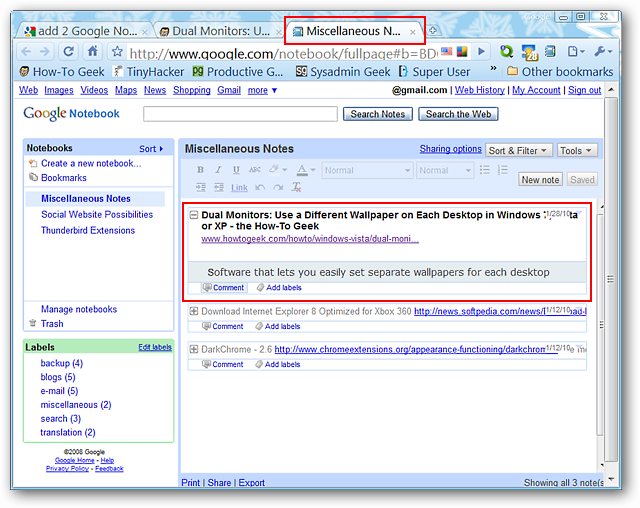 add 2 Google No...
Dual Monitors: U...
Miscellaneous N...
http://www.google.com/notebook/fullpage#b=BD
28
How-To Geek
TinyHacker
Productive G...
Sysadmin Geek
Super User
»
Other bookmarks
Web Images Videos Maps News Shopping Gmail more ▼
@gmail.com | Web History | My Account | Sign out
Google Notebook
Search Notes
Search the Web
Notebooks
Sort
Create a new notebook...
Bookmarks
Miscellaneous Notes
Social Website Possibilities
Thunderbird Extensions
Manage notebooks
Trash
Labels
Edit labels
backup (4)
blogs (5)
e-mail (5)
miscellaneous (2)
search (3)
translation (2)
©2008 Google
Google Home - Help
Privacy Policy - Feedback
Miscellaneous Notes
Sharing options
Sort & Filter
Tools
B I U ABC A Normal Normal
Link
New note
Saved
Dual Monitors: Use a Different Wallpaper on Each Desktop in Windows
1/28/10
or XP - the How-To Geek
www.howtogeek.com/howto/windows-vista/dual-moni...
Software that lets you easily set separate wallpapers for each desktop
Comment Add labels
Download Internet Explorer 8 Optimized for Xbox 360 http://news.softpedia.com/news/
1/12/10
Comment Add labels
DarkChrome - 2.6 http://www.chromeextensions.org/appearance-functioning/darkchrom
1/12/10
Comment Add labels
Print | Share | Export
Showing all 3 note(s)